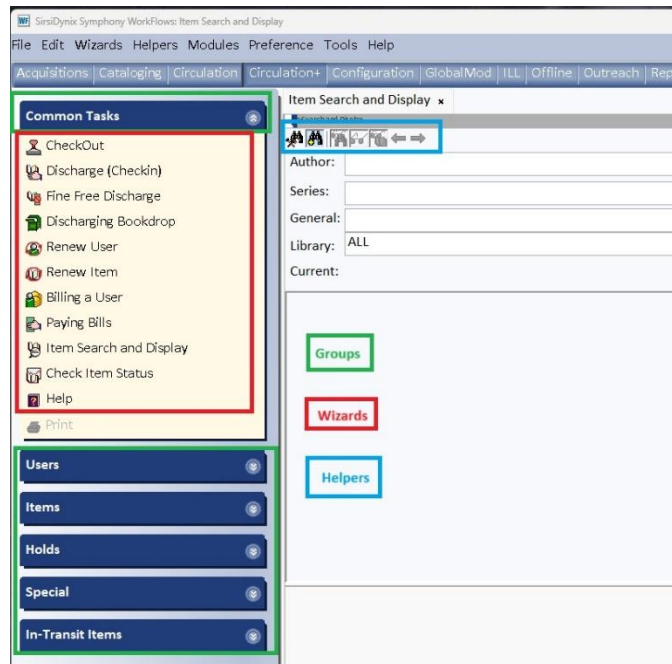 WF SirsiDynix Symphony WorkFlows: Item Search and Display
File Edit Wizards Helpers Modules Preference Tools Help
Acquisitions Cataloging Circulation Circulation+ Configuration GlobalMod ILL Offline Outreach Rep
Common Tasks
CheckOut
Discharge (Checkin)
Fine Free Discharge
Discharging Bookdrop
Renew User
Renew Item
Billing a User
Paying Bills
Item Search and Display
Check Item Status
Help
Print
Users
Items
Holds
Special
In-Transit Items
Item Search and Display x
Author:
Series:
General:
Library: ALL
Current:
Groups
Wizards
Helpers